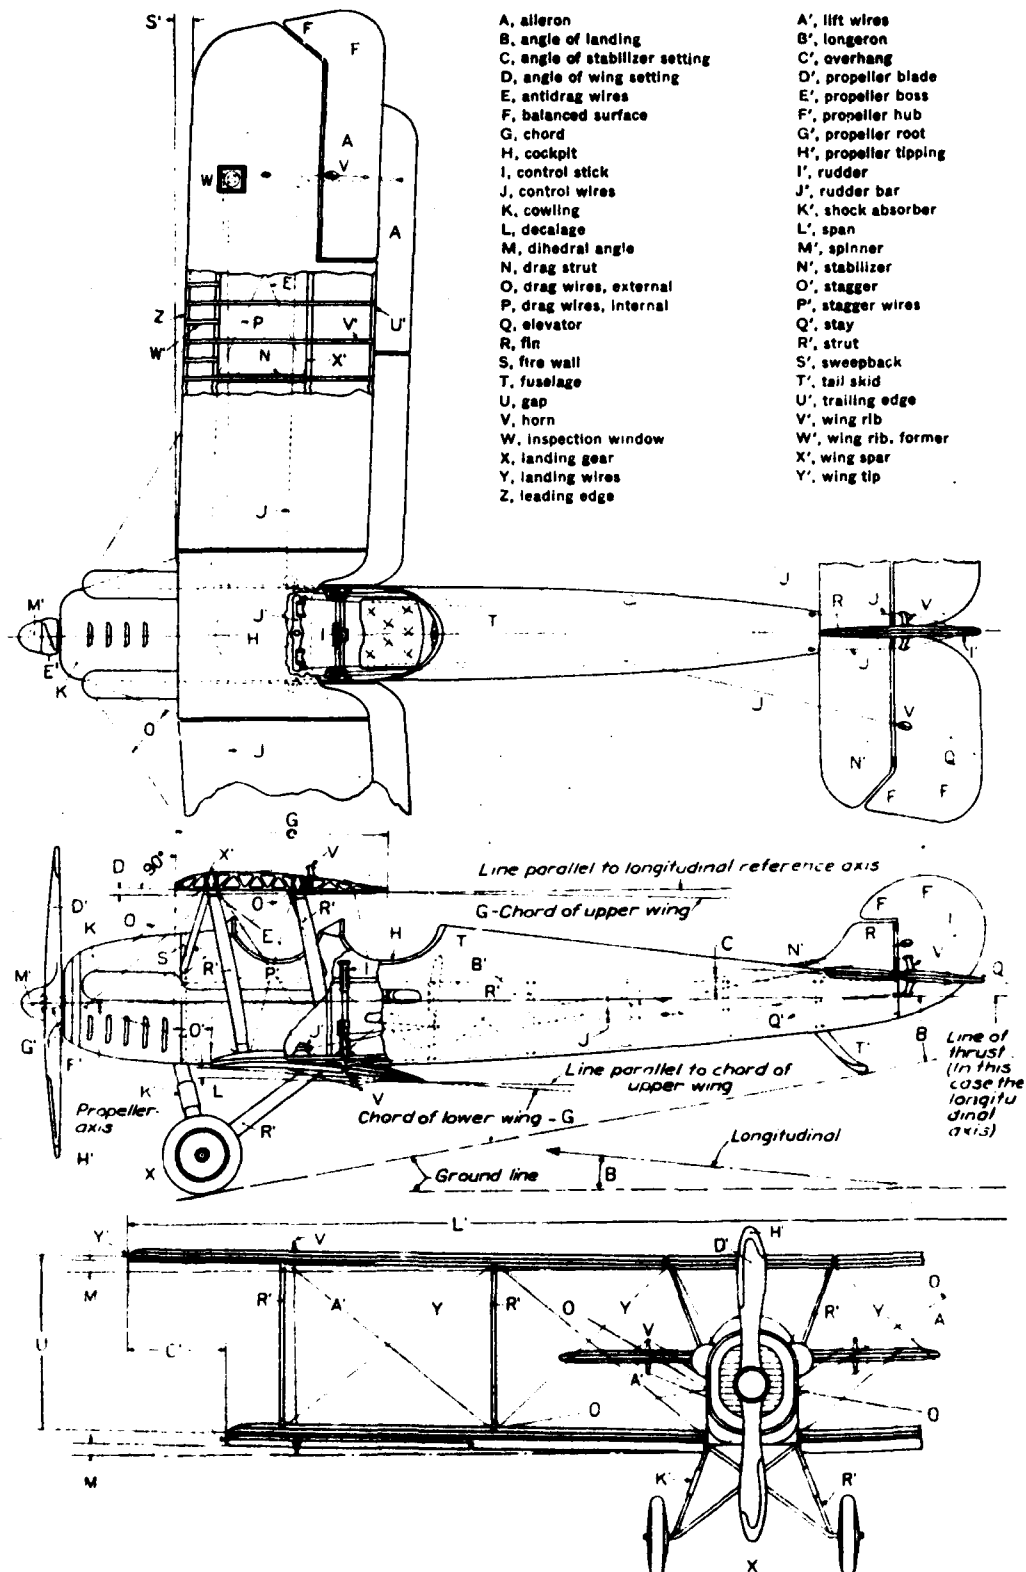 A, aileron
B, angle of landing
C, angle of stabilizer setting
D, angle of wing setting
E, antidrag wires
F, balanced surface
G, chord
H, cockpit
I, control stick
J, control wires
K, cowling
L, decalage
M, dihedral angle
N, drag strut
O, drag wires, external
P, drag wires, internal
Q, elevator
R, fin
S, fire wall
T, fuselage
U, gap
V, horn
W, inspection window
X, landing gear
Y, landing wires
Z, leading edge
A', lift wires
B', longeron
C', overhang
D', propeller blade
E', propeller boss
F', propeller hub
G', propeller root
H', propeller tipping
I', rudder
J', rudder bar
K', shock absorber
L', span
M', spinner
N', stabilizer
O', stagger
P', stagger wires
Q', stay
R', strut
S', sweepback
T', tail skid
U', trailing edge
V', wing rib
W', wing rib, former
X', wing spar
Y', wing tip
S'
F
F
A
V
W
A
E
Z
P
V'
U'
W'
N
X'
J
J
M'
J
H
I
T
R
J
V
I'
E'
K
J
O
J
J
V
N'
Q
F
F
G
D
90°
X'
V
Line parallel to longitudinal reference axis
G-Chord of upper wing
D'
O
K
O
R'
E
H
T
S
R'
P'
I
B'
R'
C
N'
F
F
R
I
V
Q
M'
G'
F'
O'
J'
J
Q'
B
T'
Line of
thrust
(In this
case the
longitu
dinal
axis)
K'
L
V
Line parallel to chord of
upper wing
Chord of lower wing - G
Propeller
axis
R'
H'
X
Longitudinal
Ground line
B
L'
Y'
V
D'
H'
M
R'
A'
Y
R'
O
Y
R'
Y
O
A
U
C'
V
A'
O
O
M
K'
R'
X